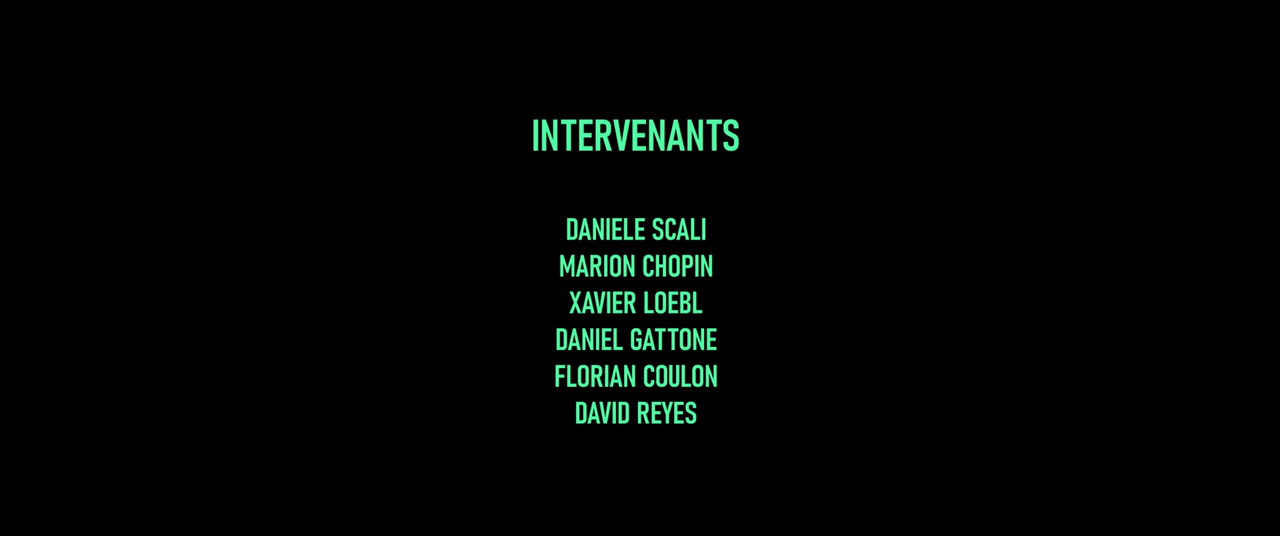 INTERVENANTS
DANIELE SCALI
MARION CHOPIN
XAVIER LOEBL
DANIEL GATTONE
FLORIAN COULON
DAVID REYES